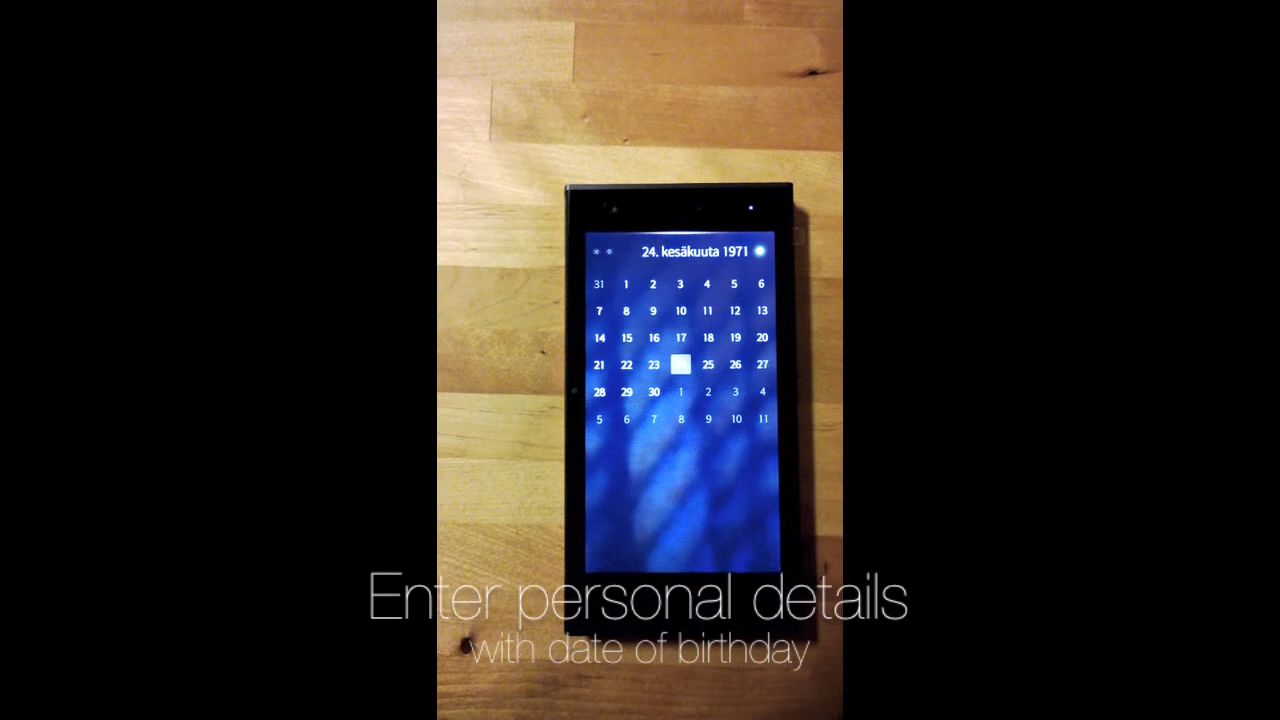 24. kesäkuuta 1971
31 1 2 3 4 5 6
7 8 9 10 11 12 13
14 15 16 17 18 19 20
21 22 23 25 26 27
28 29 30 1 2 3 4
5 6 7 8 9 10 11
Enter personal details
with date of birthday